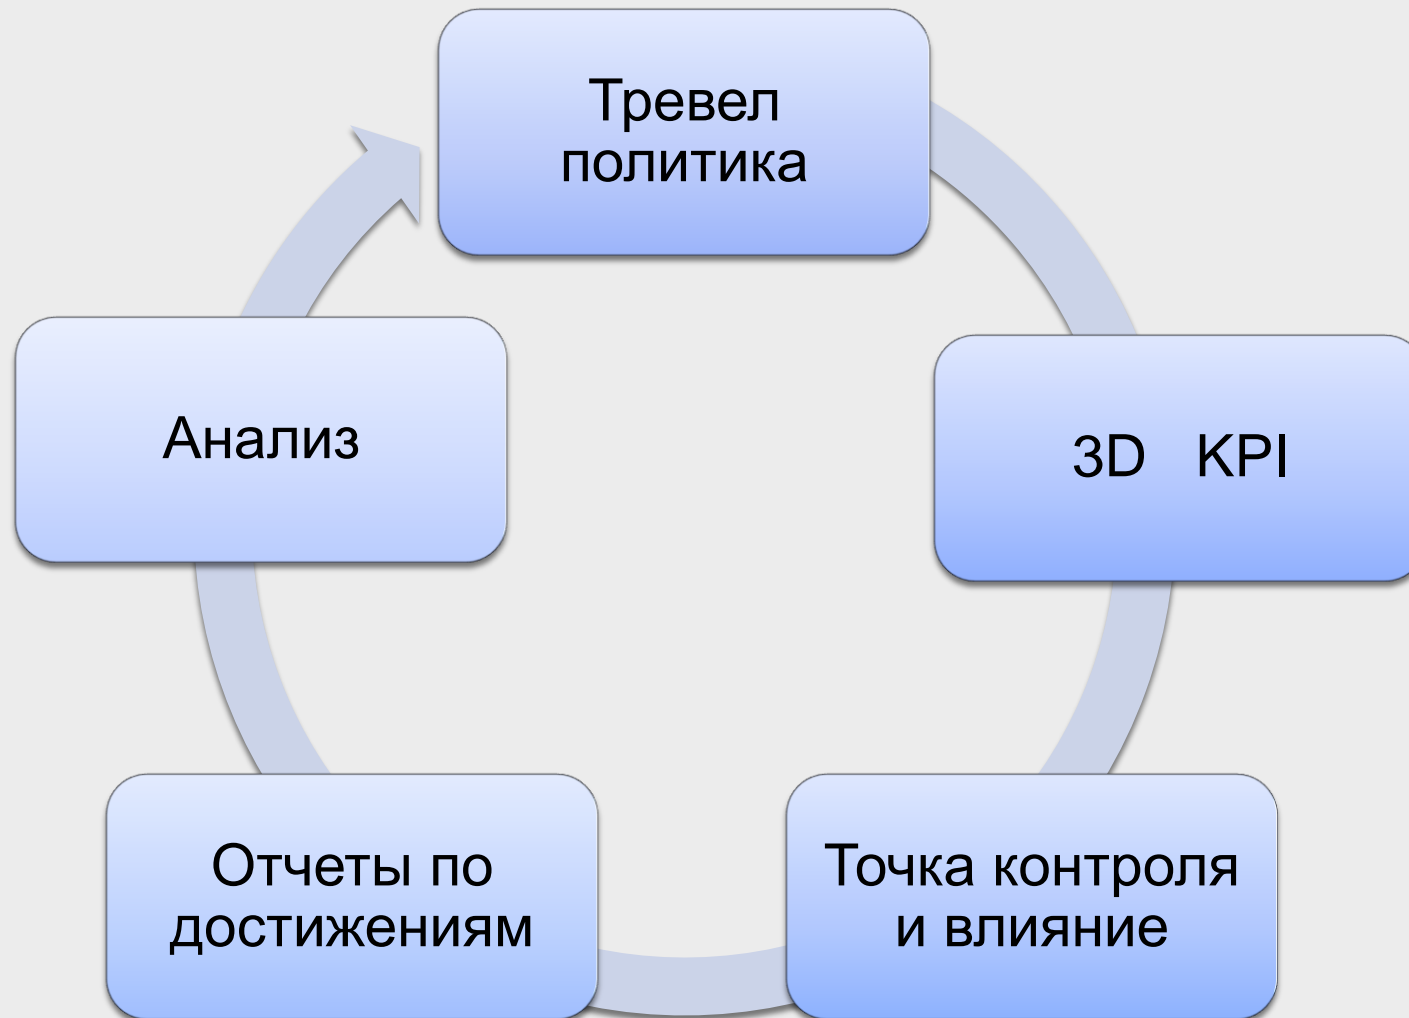 Тревел
политика
3D KPI
Точка контроля
и влияние
Отчеты по
достижениям
Анализ